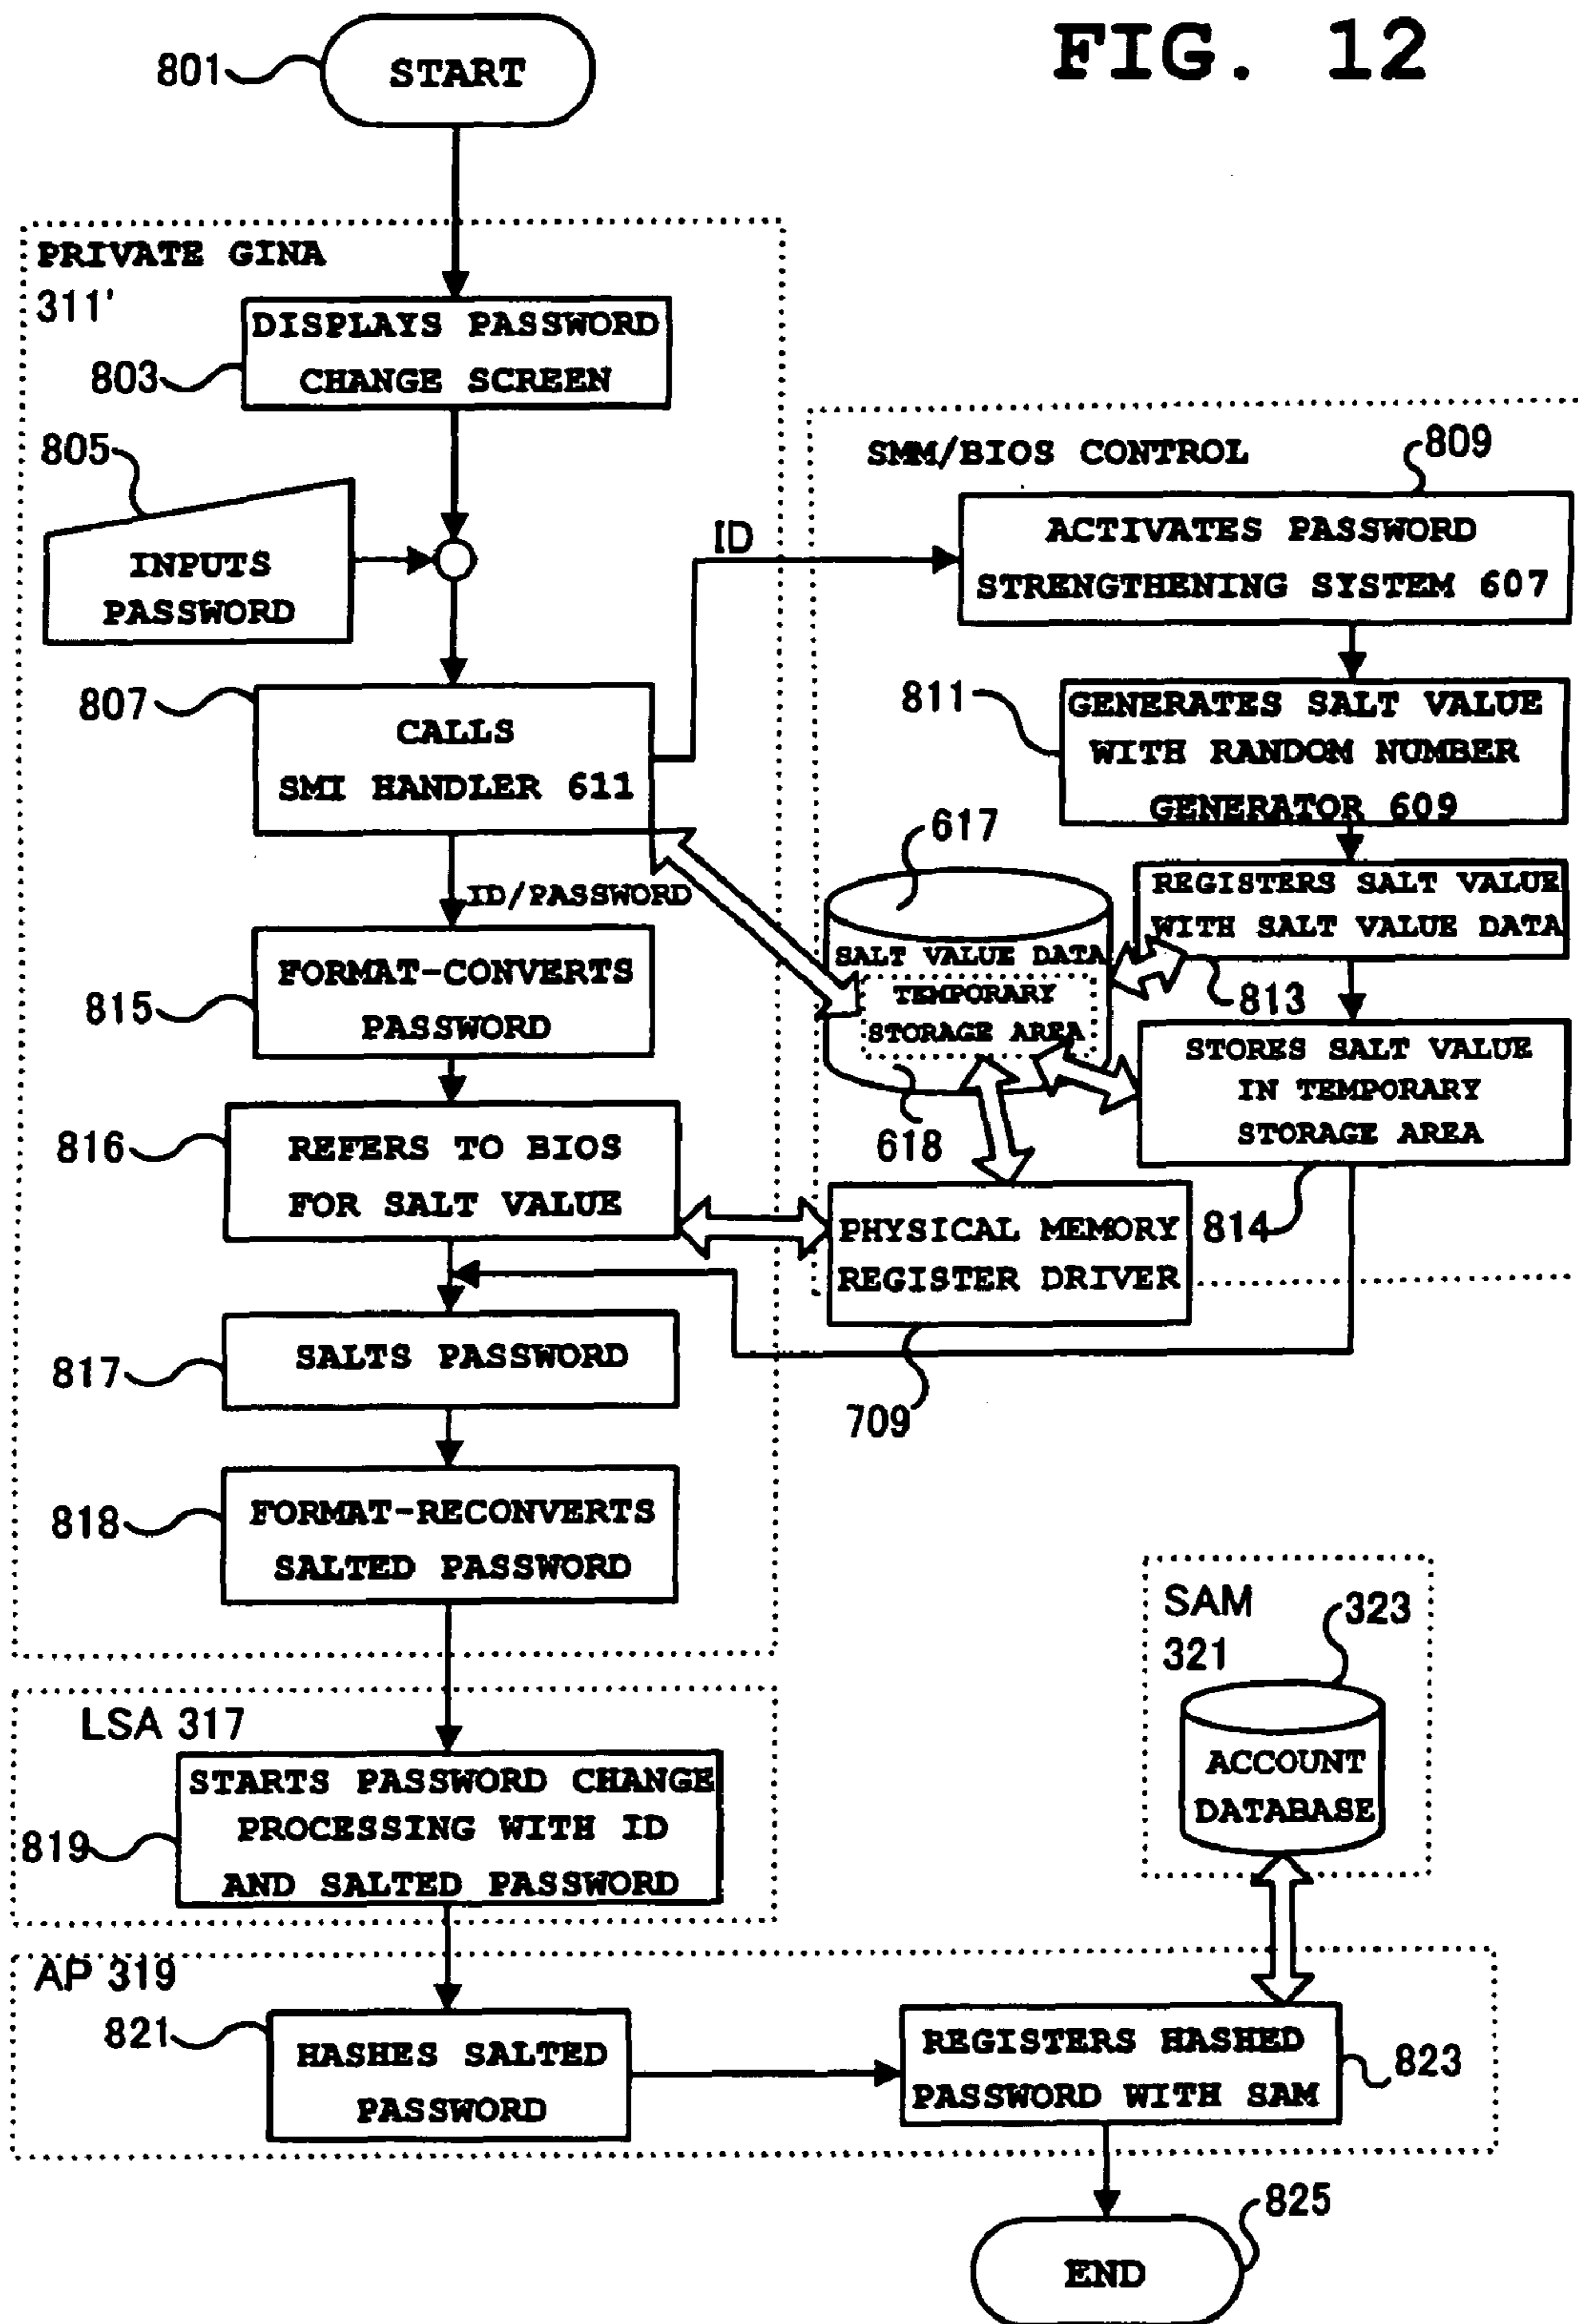 FIG. 12
801
START
PRIVATE GINA
311'
DISPLAYS PASSWORD
CHANGE SCREEN
803
805
INPUTS
PASSWORD
ID
SMM/BIOS CONTROL
809
ACTIVATES PASSWORD
STRENGTHENING SYSTEM 607
807
CALLS
SMI HANDLER 611
811
GENERATES SALT VALUE
WITH RANDOM NUMBER
GENERATOR 609
617
REGISTERS SALT VALUE
WITH SALT VALUE DATA
813
ID/PASSWORD
SALT VALUE DATA
TEMPORARY
STORAGE AREA
618
815
FORMAT-CONVERTS
PASSWORD
STORES SALT VALUE
IN TEMPORARY
STORAGE AREA
814
816
REFERS TO BIOS
FOR SALT VALUE
PHYSICAL MEMORY
REGISTER DRIVER
709
817
SALTS PASSWORD
818
FORMAT-RECONVERTS
SALTED PASSWORD
SAM
321
323
ACCOUNT
DATABASE
LSA 317
STARTS PASSWORD CHANGE
PROCESSING WITH ID
AND SALTED PASSWORD
819
AP 319
821
HASHES SALTED
PASSWORD
REGISTERS HASHED
PASSWORD WITH SAM
823
825
END